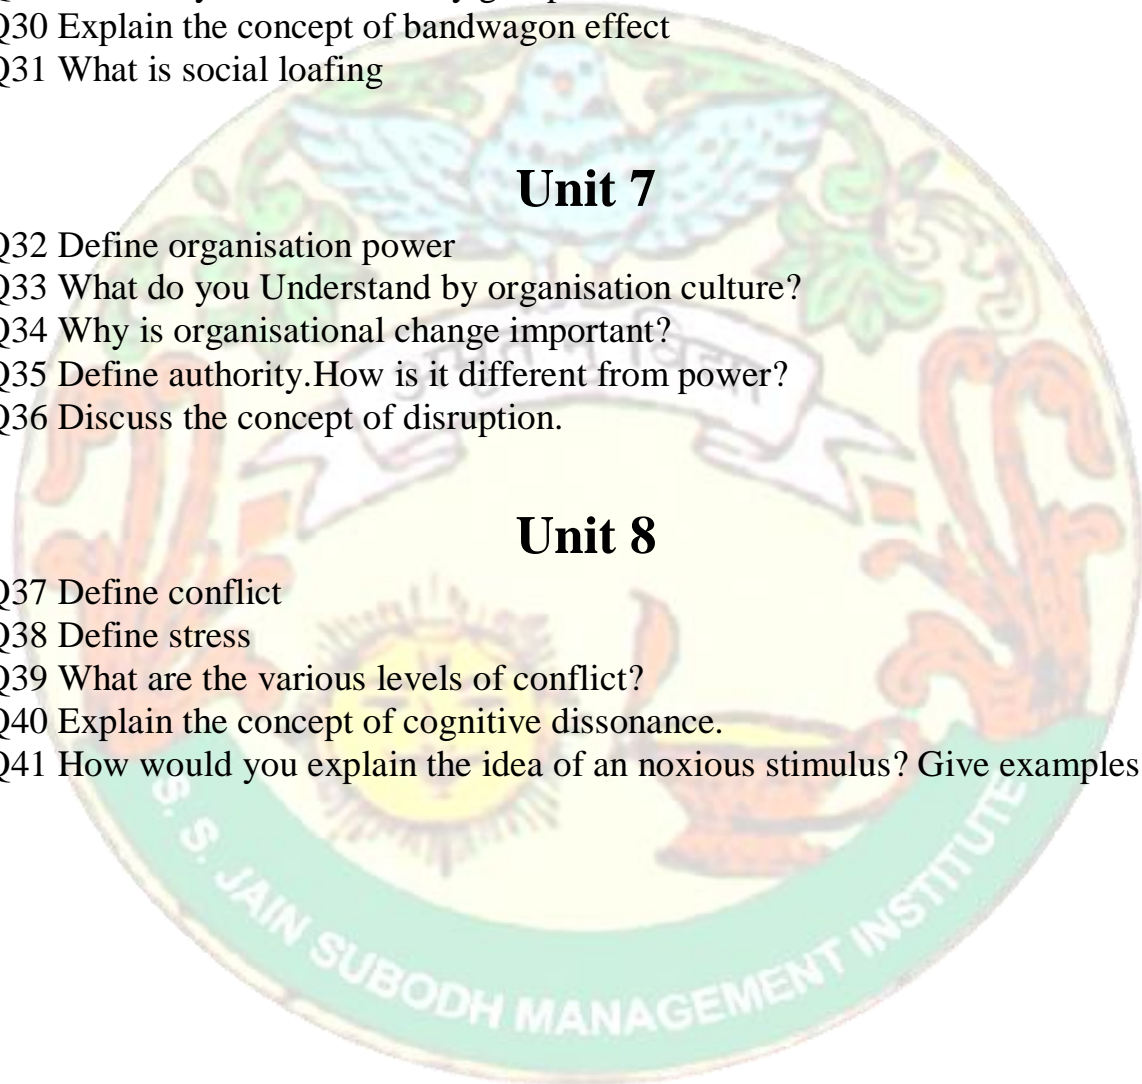 Q30 Explain the concept of bandwagon effect
Q31 What is social loafing
Unit 7
Q32 Define organisation power
Q33 What do you Understand by organisation culture?
Q34 Why is organisational change important?
Q35 Define authority.How is it different from power?
Q36 Discuss the concept of disruption.
Unit 8
Q37 Define conflict
Q38 Define stress
Q39 What are the various levels of conflict?
Q40 Explain the concept of cognitive dissonance.
Q41 How would you explain the idea of an noxious stimulus? Give examples
S. S. JAIN SUBODH MANAGEMENT INSTITUTE